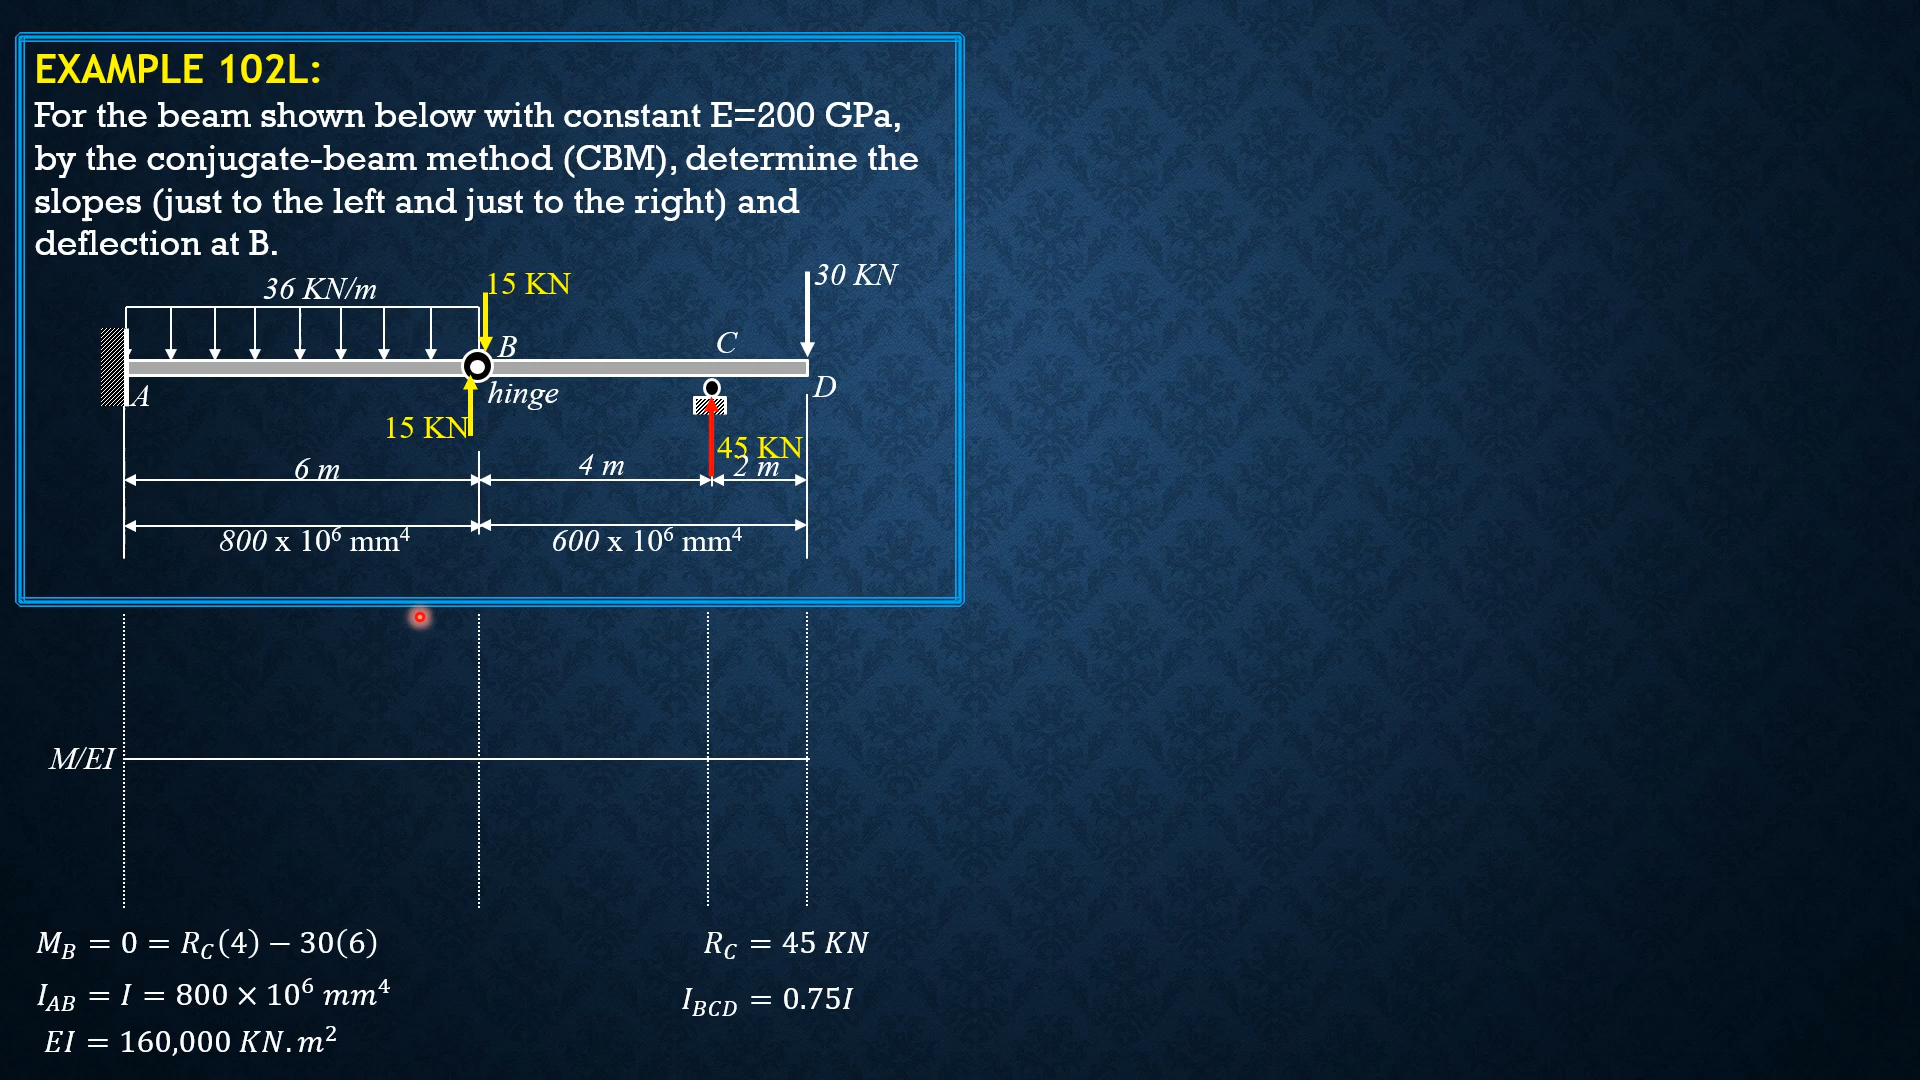 EXAMPLE 102L:
For the beam shown below with constant E=200 GPa,
by the conjugate-beam method (CBM), determine the
slopes (just to the left and just to the right) and
deflection at B.
36 KN/m
15 KN
30 KN
B
C
A
hinge
D
15 KN
45 KN
6 m
4 m
2 m
800 x 10⁶ mm⁴
600 x 10⁶ mm⁴
M/EI
M_B = 0 = R_C(4) − 30(6)
R_C = 45 KN
I_AB = I = 800 × 10⁶ mm⁴
I_BCD = 0.75I
EI = 160,000 KN.m²